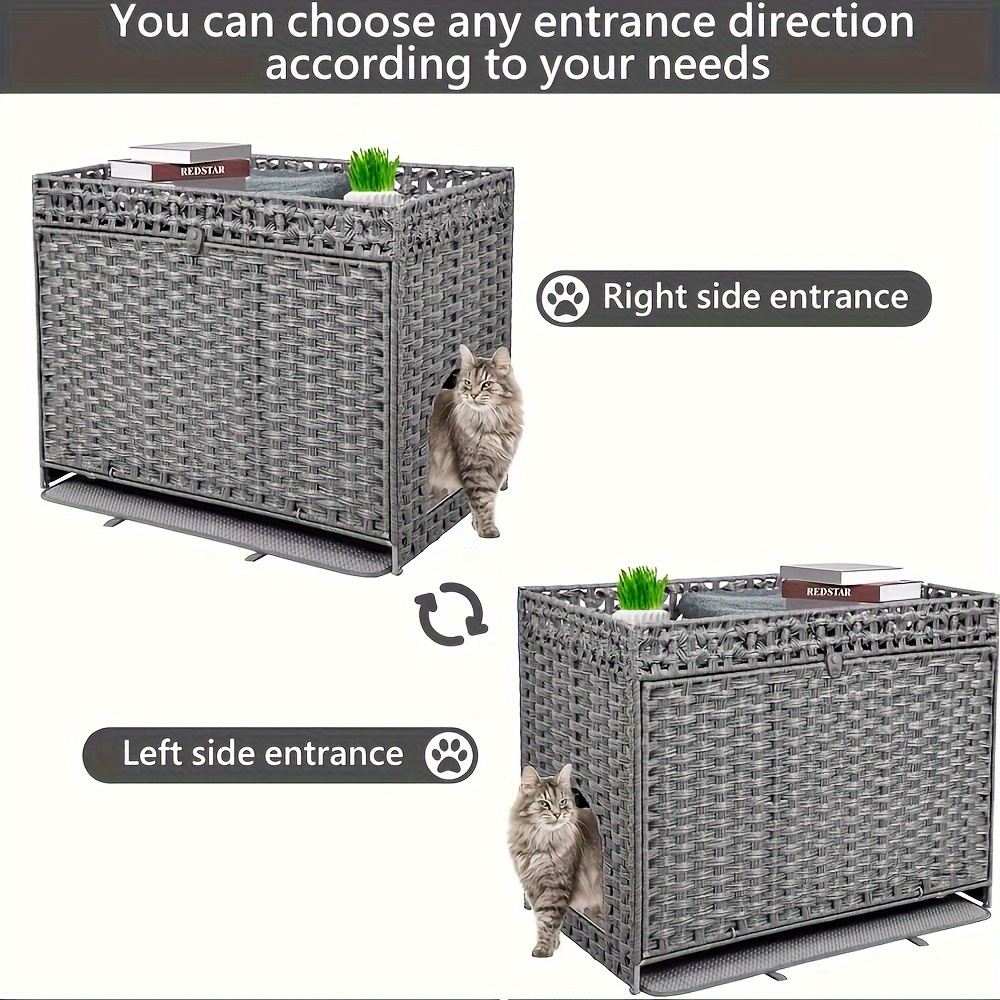 You can choose any entrance direction
according to your needs
REDSTAR
Right side entrance
REDSTAR
Left side entrance